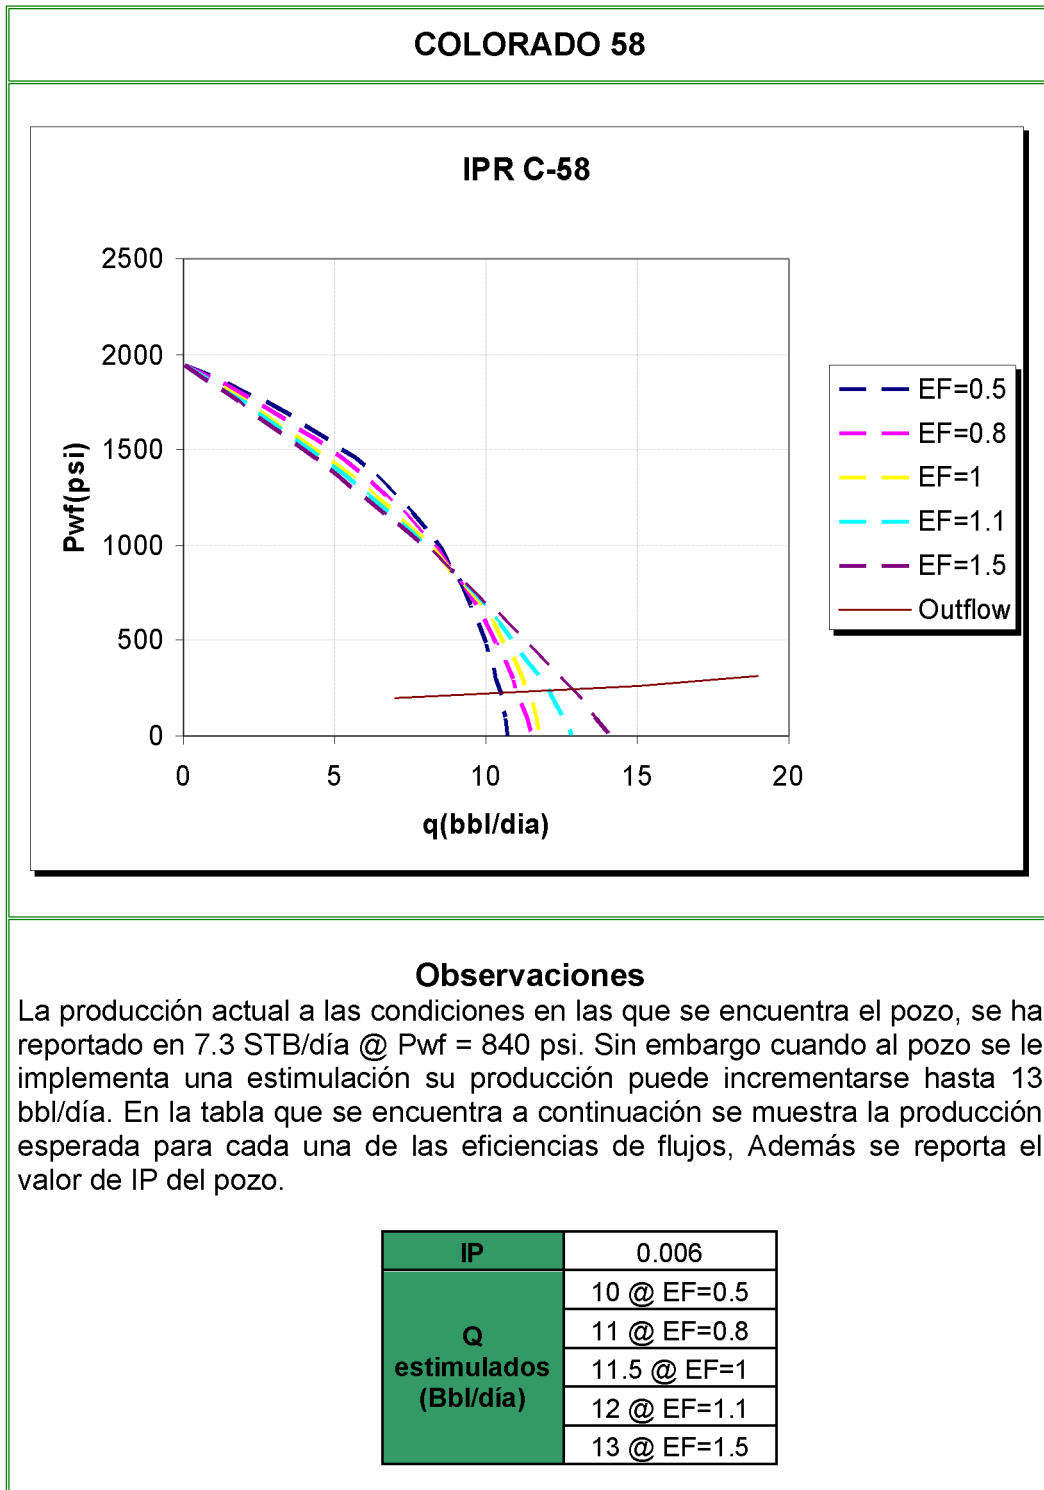 COLORADO 58
IPR C-58
2500
2000
1500
1000
500
0
Pwf(psi)
0 5 10 15 20
q(bbl/dia)
EF=0.5
EF=0.8
EF=1
EF=1.1
EF=1.5
Outflow
Observaciones
La producción actual a las condiciones en las que se encuentra el pozo, se ha
reportado en 7.3 STB/día @ Pwf = 840 psi. Sin embargo cuando al pozo se le
implementa una estimulación su producción puede incrementarse hasta 13
bbl/día. En la tabla que se encuentra a continuación se muestra la producción
esperada para cada una de las eficiencias de flujos, Además se reporta el
valor de IP del pozo.
IP 0.006
Q
estimulados
(Bbl/día)
10 @ EF=0.5
11 @ EF=0.8
11.5 @ EF=1
12 @ EF=1.1
13 @ EF=1.5